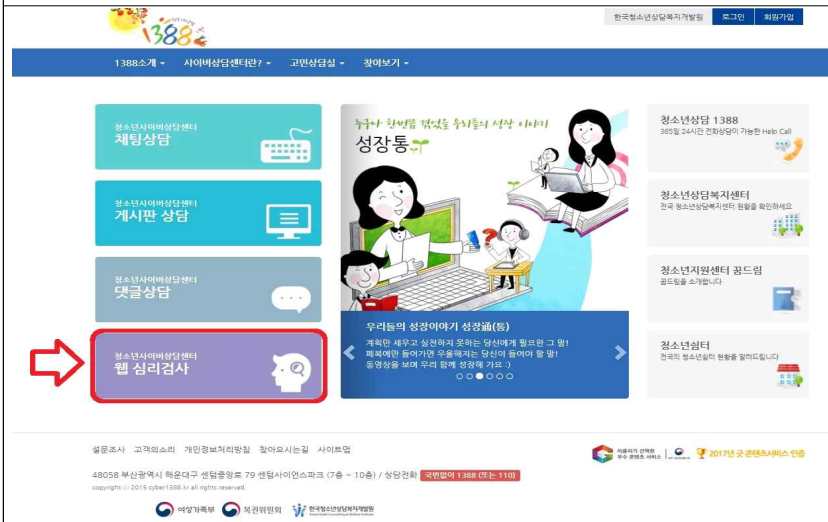 1388
한국청소년상담복지개발원 로그인 회원가입
1388소개 사이버상담센터란? 고민상담실 찾아보기
청소년사이버상담센터
채팅상담
청소년사이버상담센터
게시판 상담
청소년사이버상담센터
댓글상담
청소년사이버상담센터
웹 심리검사
누구나 한번쯤 겪었을 우리들의 성장 이야기
성장통
우리들의 성장이야기 성장通(통)
계획만 세우고 실천하지 못하는 당신에게 필요한 그 말!
페북에만 들어가면 우울해지는 당신이 들어야 할 말!
동영상을 보며 우리 함께 성장해 가요 :)
청소년상담 1388
365일 24시간 전화상담이 가능한 Help Call
청소년상담복지센터
전국 청소년상담복지센터 현황을 확인하세요
청소년지원센터 꿈드림
꿈드림을 소개합니다
청소년쉼터
전국의 청소년쉼터 현황을 알려드립니다
설문조사 고객의소리 개인정보처리방침 찾아오시는길 사이트맵
이용자가 선택한
우수 콘텐츠 서비스
2017년 굿 콘텐츠서비스 인증
48058 부산광역시 해운대구 센텀중앙로 79 센텀사이언스파크 (7층 ~ 10층) / 상담전화 국번없이 1388 (또는 110)
copyright ⓒ 2015 cyber1388.kr all rights reserved.
여성가족부 복권위원회 한국청소년상담복지개발원